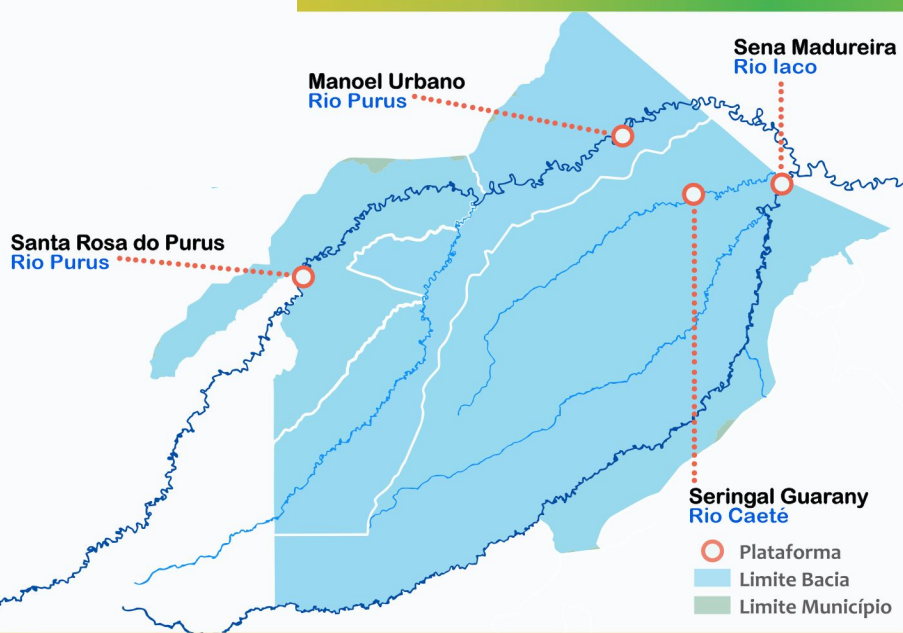 Sena Madureira
Rio Iaco
Manoel Urbano
Rio Purus
Santa Rosa do Purus
Rio Purus
Seringal Guarany
Rio Caeté
Plataforma
Limite Bacia
Limite Município